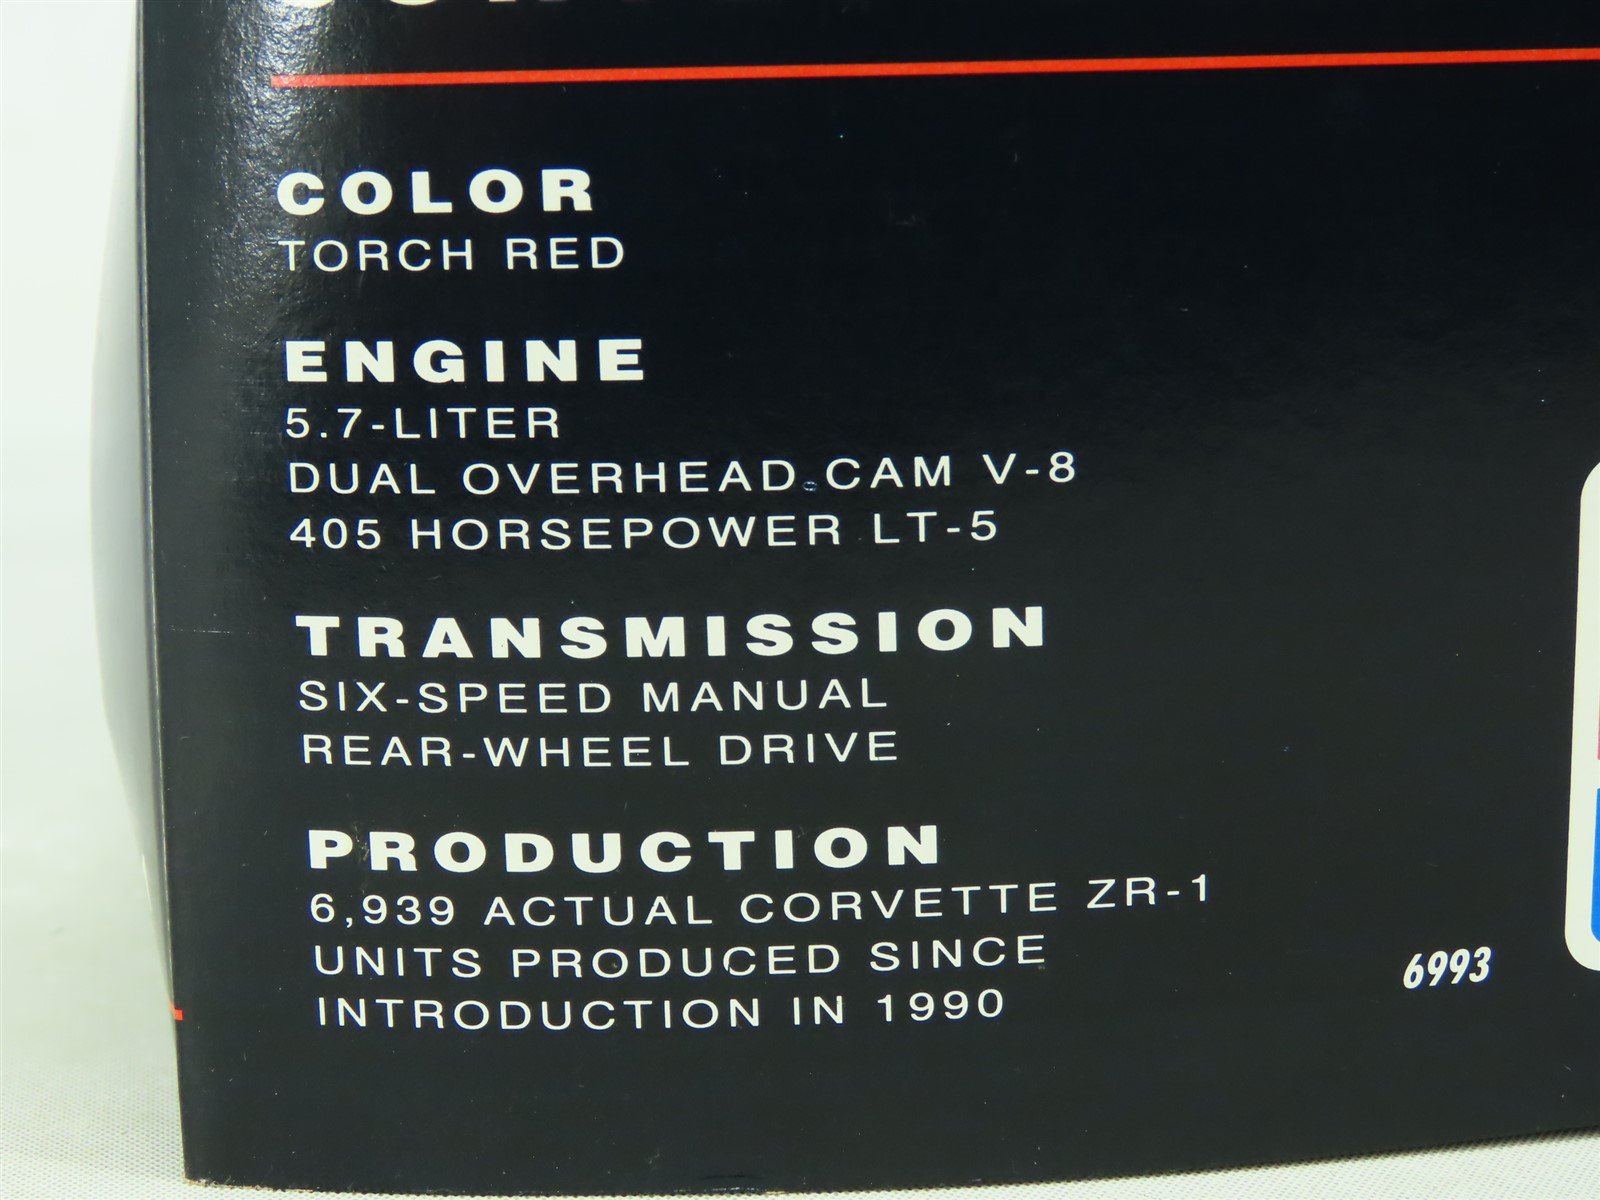 COLOR
TORCH RED
ENGINE
5.7-LITER
DUAL OVERHEAD CAM V-8
405 HORSEPOWER LT-5
TRANSMISSION
SIX-SPEED MANUAL
REAR-WHEEL DRIVE
PRODUCTION
6,939 ACTUAL CORVETTE ZR-1
UNITS PRODUCED SINCE
INTRODUCTION IN 1990
6993